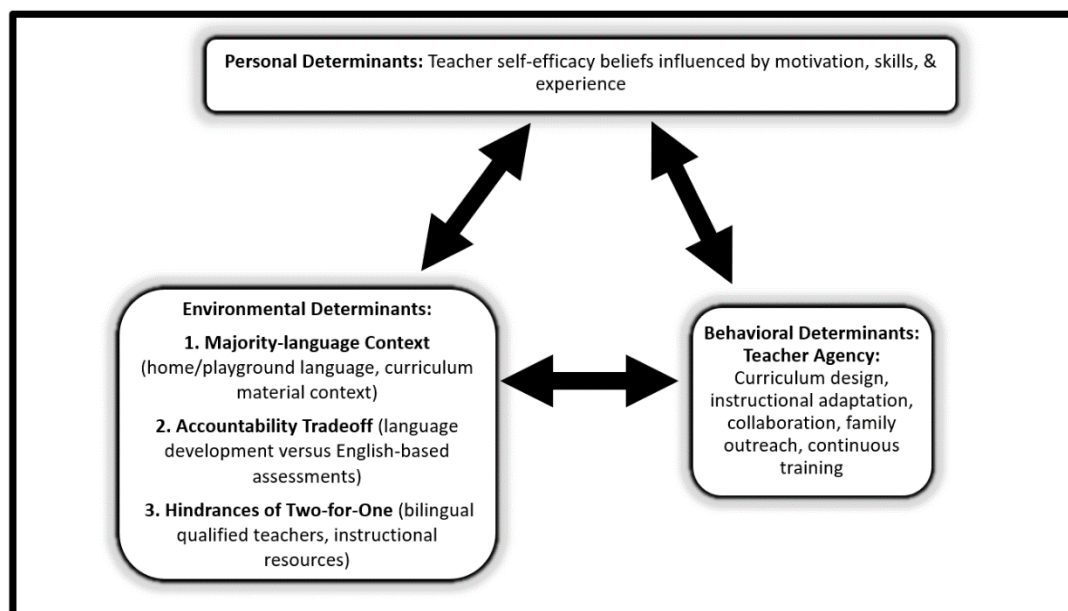 Personal Determinants: Teacher self-efficacy beliefs influenced by motivation, skills, &
experience
Environmental Determinants:
1. Majority-language Context
(home/playground language, curriculum
material context)
2. Accountability Tradeoff (language
development versus English-based
assessments)
3. Hindrances of Two-for-One (bilingual
qualified teachers, instructional
resources)
Behavioral Determinants:
Teacher Agency:
Curriculum design,
instructional adaptation,
collaboration, family
outreach, continuous
training